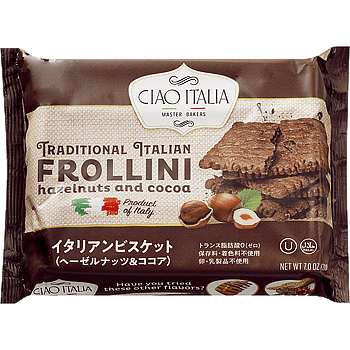 CIAO ITALIA
MASTER BAKERS
TRADITIONAL ITALIAN
FROLLINI
hazelnuts and cocoa
Product
of Italy
イタリアンビスケット
(ヘーゼルナッツ&ココア)
トランス脂肪酸0(ゼロ)
保存料・着色料不使用
卵・乳製品不使用
U
NET WT 7.0 OZ
CIAO ITALIA
Have you tried
these other flavors?